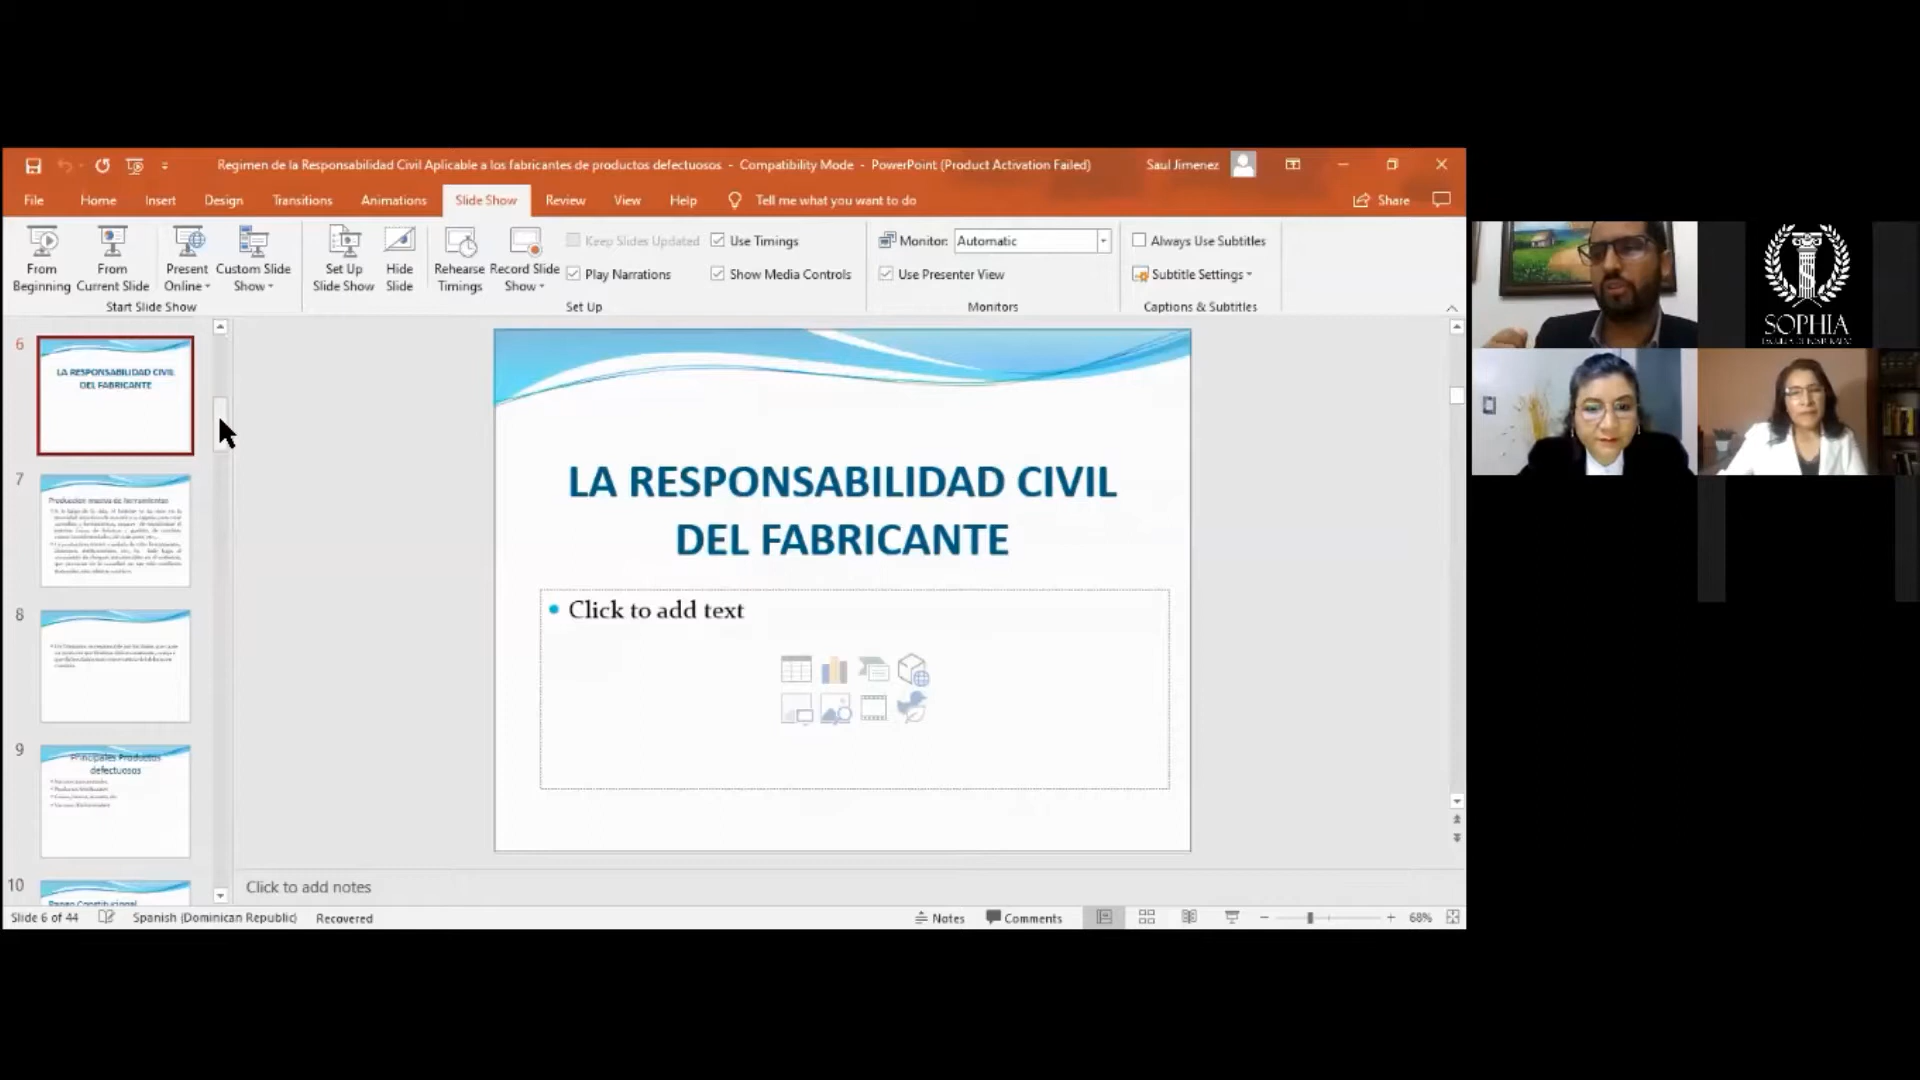 Regimen de la Responsabilidad Civil Aplicable a los fabricantes de productos defectuosos - Compatibility Mode - PowerPoint (Product Activation Failed)
Saul Jimenez
File Home Insert Design Transitions Animations Slide Show Review View Help Tell me what you want to do
Share
From Beginning
From Current Slide
Present Online
Custom Slide Show
Start Slide Show
Set Up Slide Show
Hide Slide
Rehearse Timings
Record Slide Show
Keep Slides Updated
Play Narrations
Use Timings
Show Media Controls
Set Up
Monitor: Automatic
Use Presenter View
Monitors
Always Use Subtitles
Subtitle Settings
Captions & Subtitles
6
LA RESPONSABILIDAD CIVIL
DEL FABRICANTE
7
8
9
Principales Productos
defectuosos
10
LA RESPONSABILIDAD CIVIL
DEL FABRICANTE
Click to add text
Click to add notes
Slide 6 of 44
Spanish (Dominican Republic)
Recovered
Notes
Comments
68%
SOPHIA